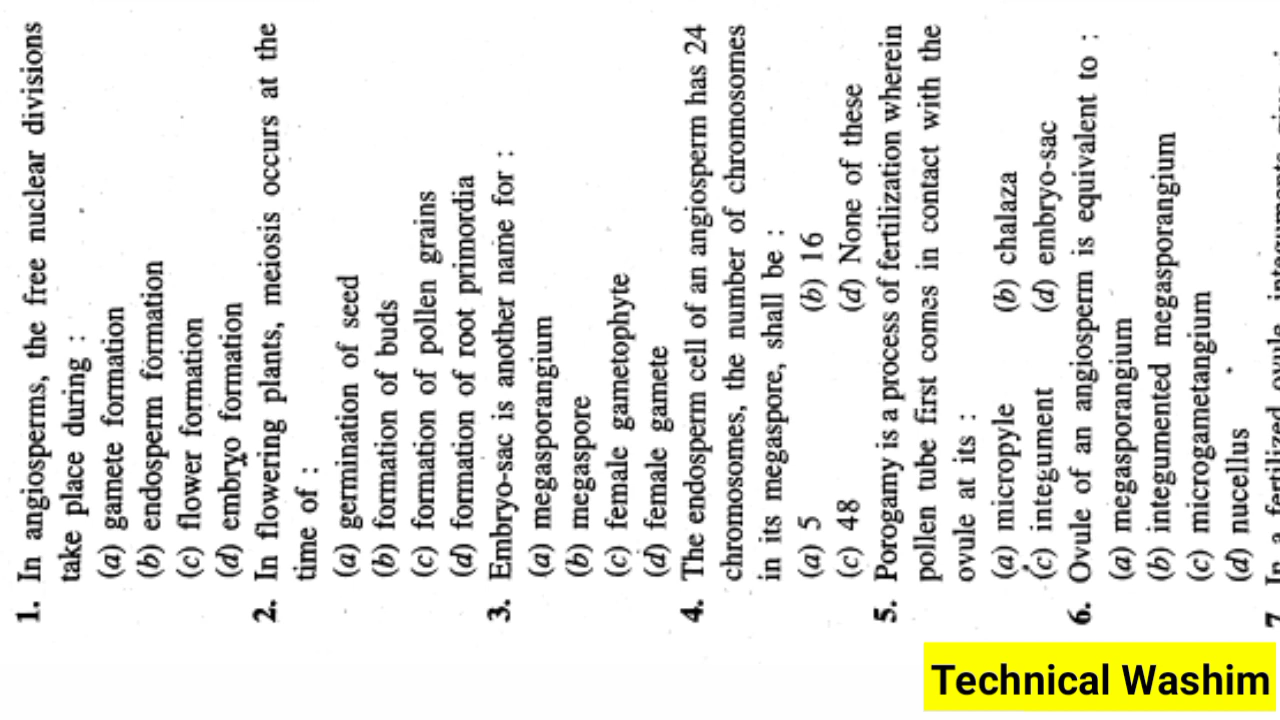 1. In angiosperms, the free nuclear divisions
take place during :
(a) gamete formation
(b) endosperm formation
(c) flower formation
(d) embryo formation
2. In flowering plants, meiosis occurs at the
time of :
(a) germination of seed
(b) formation of buds
(c) formation of pollen grains
(d) formation of root primordia
3. Embryo-sac is another name for :
(a) megasporangium
(b) megaspore
(c) female gametophyte
(d) female gamete
4. The endosperm cell of an angiosperm has 24
chromosomes, the number of chromosomes
in its megaspore, shall be :
(a) 5 (b) 16
(c) 48 (d) None of these
5. Porogamy is a process of fertilization wherein
pollen tube first comes in contact with the
ovule at its :
(a) micropyle (b) chalaza
(c) integument (d) embryo-sac
6. Ovule of an angiosperm is equivalent to :
(a) megasporangium
(b) integumented megasporangium
(c) microgametangium
(d) nucellus
7. In a fertilized ovule, integuments
Technical Washim